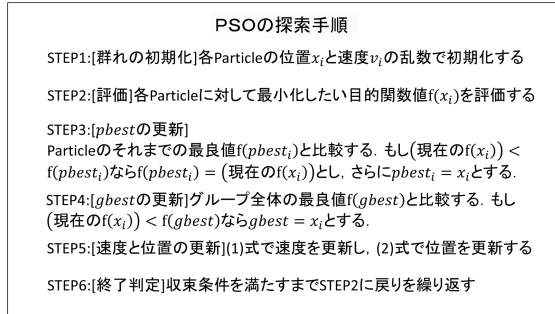 PSOの探索手順
STEP1:[群れの初期化]各Particleの位置xᵢと速度vᵢの乱数で初期化する
STEP2:[評価]各Particleに対して最小化したい目的関数値f(xᵢ)を評価する
STEP3:[pbestの更新]
Particleのそれまでの最良値f(pbestᵢ)と比較する. もし(現在のf(xᵢ)) <
f(pbestᵢ)ならf(pbestᵢ) = (現在のf(xᵢ))とし, さらにpbestᵢ = xᵢとする.
STEP4:[gbestの更新]グループ全体の最良値f(gbest)と比較する. もし
(現在のf(xᵢ)) < f(gbest)ならgbest = xᵢとする.
STEP5:[速度と位置の更新](1)式で速度を更新し, (2)式で位置を更新する
STEP6:[終了判定]収束条件を満たすまでSTEP2に戻りを繰り返す